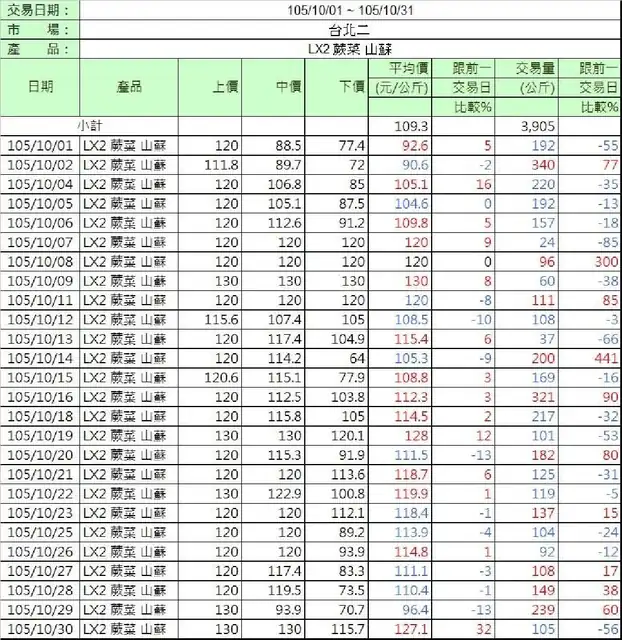 交易日期： 105/10/01 ~ 105/10/31
市　　場： 台北二
產　　品： LX2 蕨菜 山蘇
日期 產品 上價 中價 下價 平均價 跟前一 交易量 跟前一
(元/公斤) 交易日 (公斤) 交易日
比較% 比較%
小計 109.3 3,905
105/10/01 LX2 蕨菜 山蘇 120 88.5 77.4 92.6 5 192 -55
105/10/02 LX2 蕨菜 山蘇 111.8 89.7 72 90.6 -2 340 77
105/10/04 LX2 蕨菜 山蘇 120 106.8 85 105.1 16 220 -35
105/10/05 LX2 蕨菜 山蘇 120 105.1 87.5 104.6 0 192 -13
105/10/06 LX2 蕨菜 山蘇 120 112.6 91.2 109.8 5 157 -18
105/10/07 LX2 蕨菜 山蘇 120 120 120 120 9 24 -85
105/10/08 LX2 蕨菜 山蘇 120 120 120 120 0 96 300
105/10/09 LX2 蕨菜 山蘇 130 130 130 130 8 60 -38
105/10/11 LX2 蕨菜 山蘇 120 120 120 120 -8 111 85
105/10/12 LX2 蕨菜 山蘇 115.6 107.4 105 108.5 -10 108 -3
105/10/13 LX2 蕨菜 山蘇 120 117.4 104.9 115.4 6 37 -66
105/10/14 LX2 蕨菜 山蘇 120 114.2 64 105.3 -9 200 441
105/10/15 LX2 蕨菜 山蘇 120.6 115.1 77.9 108.8 3 169 -16
105/10/16 LX2 蕨菜 山蘇 120 112.5 103.8 112.3 3 321 90
105/10/18 LX2 蕨菜 山蘇 120 115.8 105 114.5 2 217 -32
105/10/19 LX2 蕨菜 山蘇 130 130 120.1 128 12 101 -53
105/10/20 LX2 蕨菜 山蘇 120 115.3 91.9 111.5 -13 182 80
105/10/21 LX2 蕨菜 山蘇 120 120 113.6 118.7 6 125 -31
105/10/22 LX2 蕨菜 山蘇 130 122.9 100.8 119.9 1 119 -5
105/10/23 LX2 蕨菜 山蘇 120 120 112.1 118.4 -1 137 15
105/10/25 LX2 蕨菜 山蘇 120 120 89.2 113.9 -4 104 -24
105/10/26 LX2 蕨菜 山蘇 120 120 93.9 114.8 1 92 -12
105/10/27 LX2 蕨菜 山蘇 120 117.4 83.3 111.1 -3 108 17
105/10/28 LX2 蕨菜 山蘇 120 119.5 73.5 110.4 -1 149 38
105/10/29 LX2 蕨菜 山蘇 130 93.9 70.7 96.4 -13 239 60
105/10/30 LX2 蕨菜 山蘇 130 130 115.7 127.1 32 105 -56